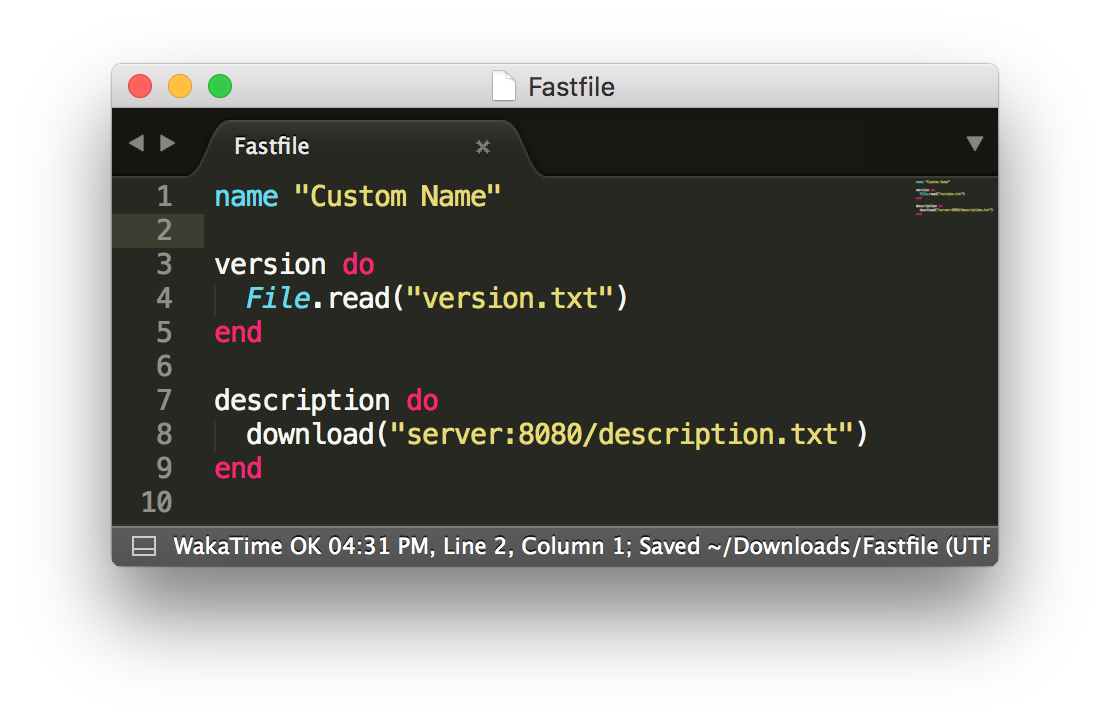 Fastfile
Fastfile
1 name "Custom Name"
2
3 version do
4 File.read("version.txt")
5 end
6
7 description do
8 download("server:8080/description.txt")
9 end
10
WakaTime OK 04:31 PM, Line 2, Column 1; Saved ~/Downloads/Fastfile (UTF